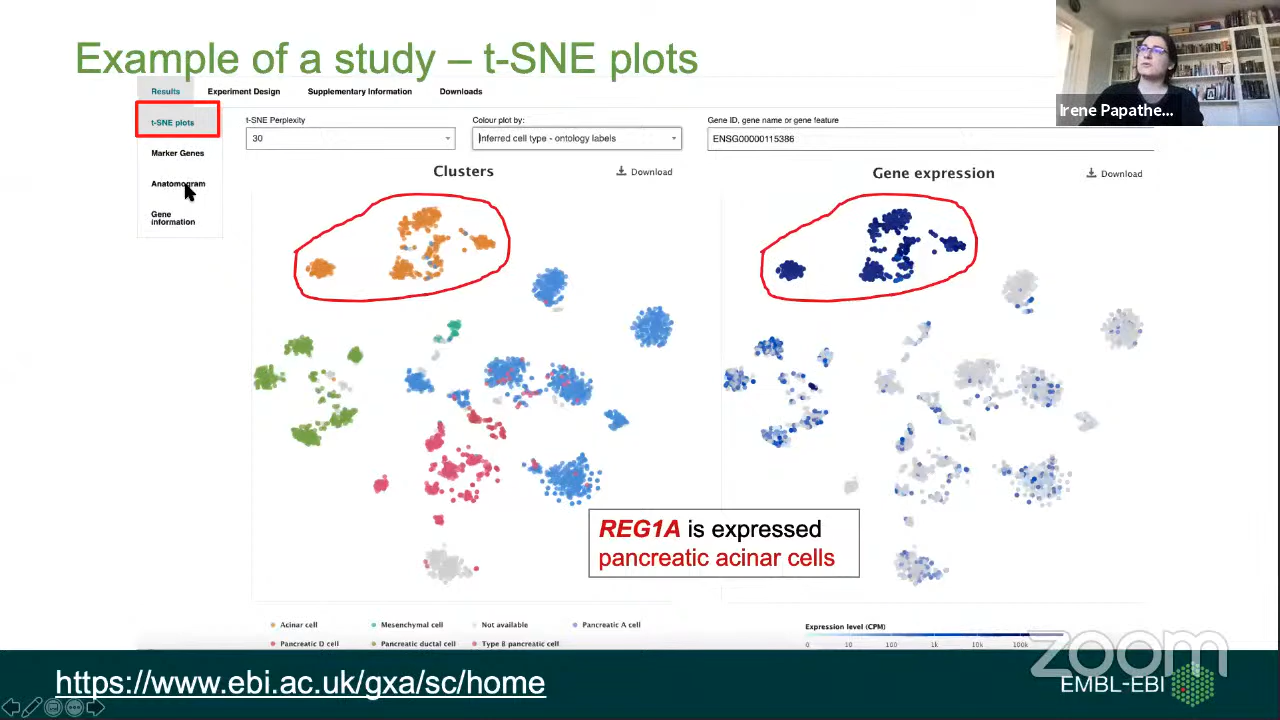 Example of a study – t-SNE plots
Irene Papathe...
Results
Experiment Design
Supplementary Information
Downloads
t-SNE plots
Marker Genes
Anatomogram
Gene
information
t-SNE Perplexity
30
Colour plot by:
Inferred cell type - ontology labels
Gene ID, gene name or gene feature
ENSG00000115386
Clusters
Download
Gene expression
Download
REG1A is expressed
pancreatic acinar cells
Acinar cell
Mesenchymal cell
Not available
Pancreatic A cell
Pancreatic D cell
Pancreatic ductal cell
Type B pancreatic cell
Expression level (CPM)
0 10 100 1k 10k 100k
zoom
https://www.ebi.ac.uk/gxa/sc/home
EMBL-EBI